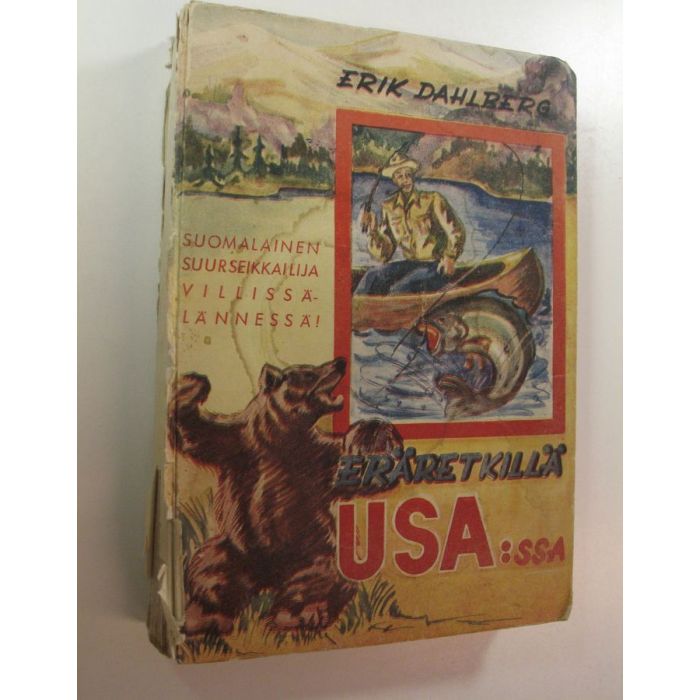 ERIK DAHLBERG
SUOMALAINEN
SUURSEIKKAILIJA
VILLISSÄ-
LÄNNESSÄ!
ERÄRETKILLÄ
USA:SSA